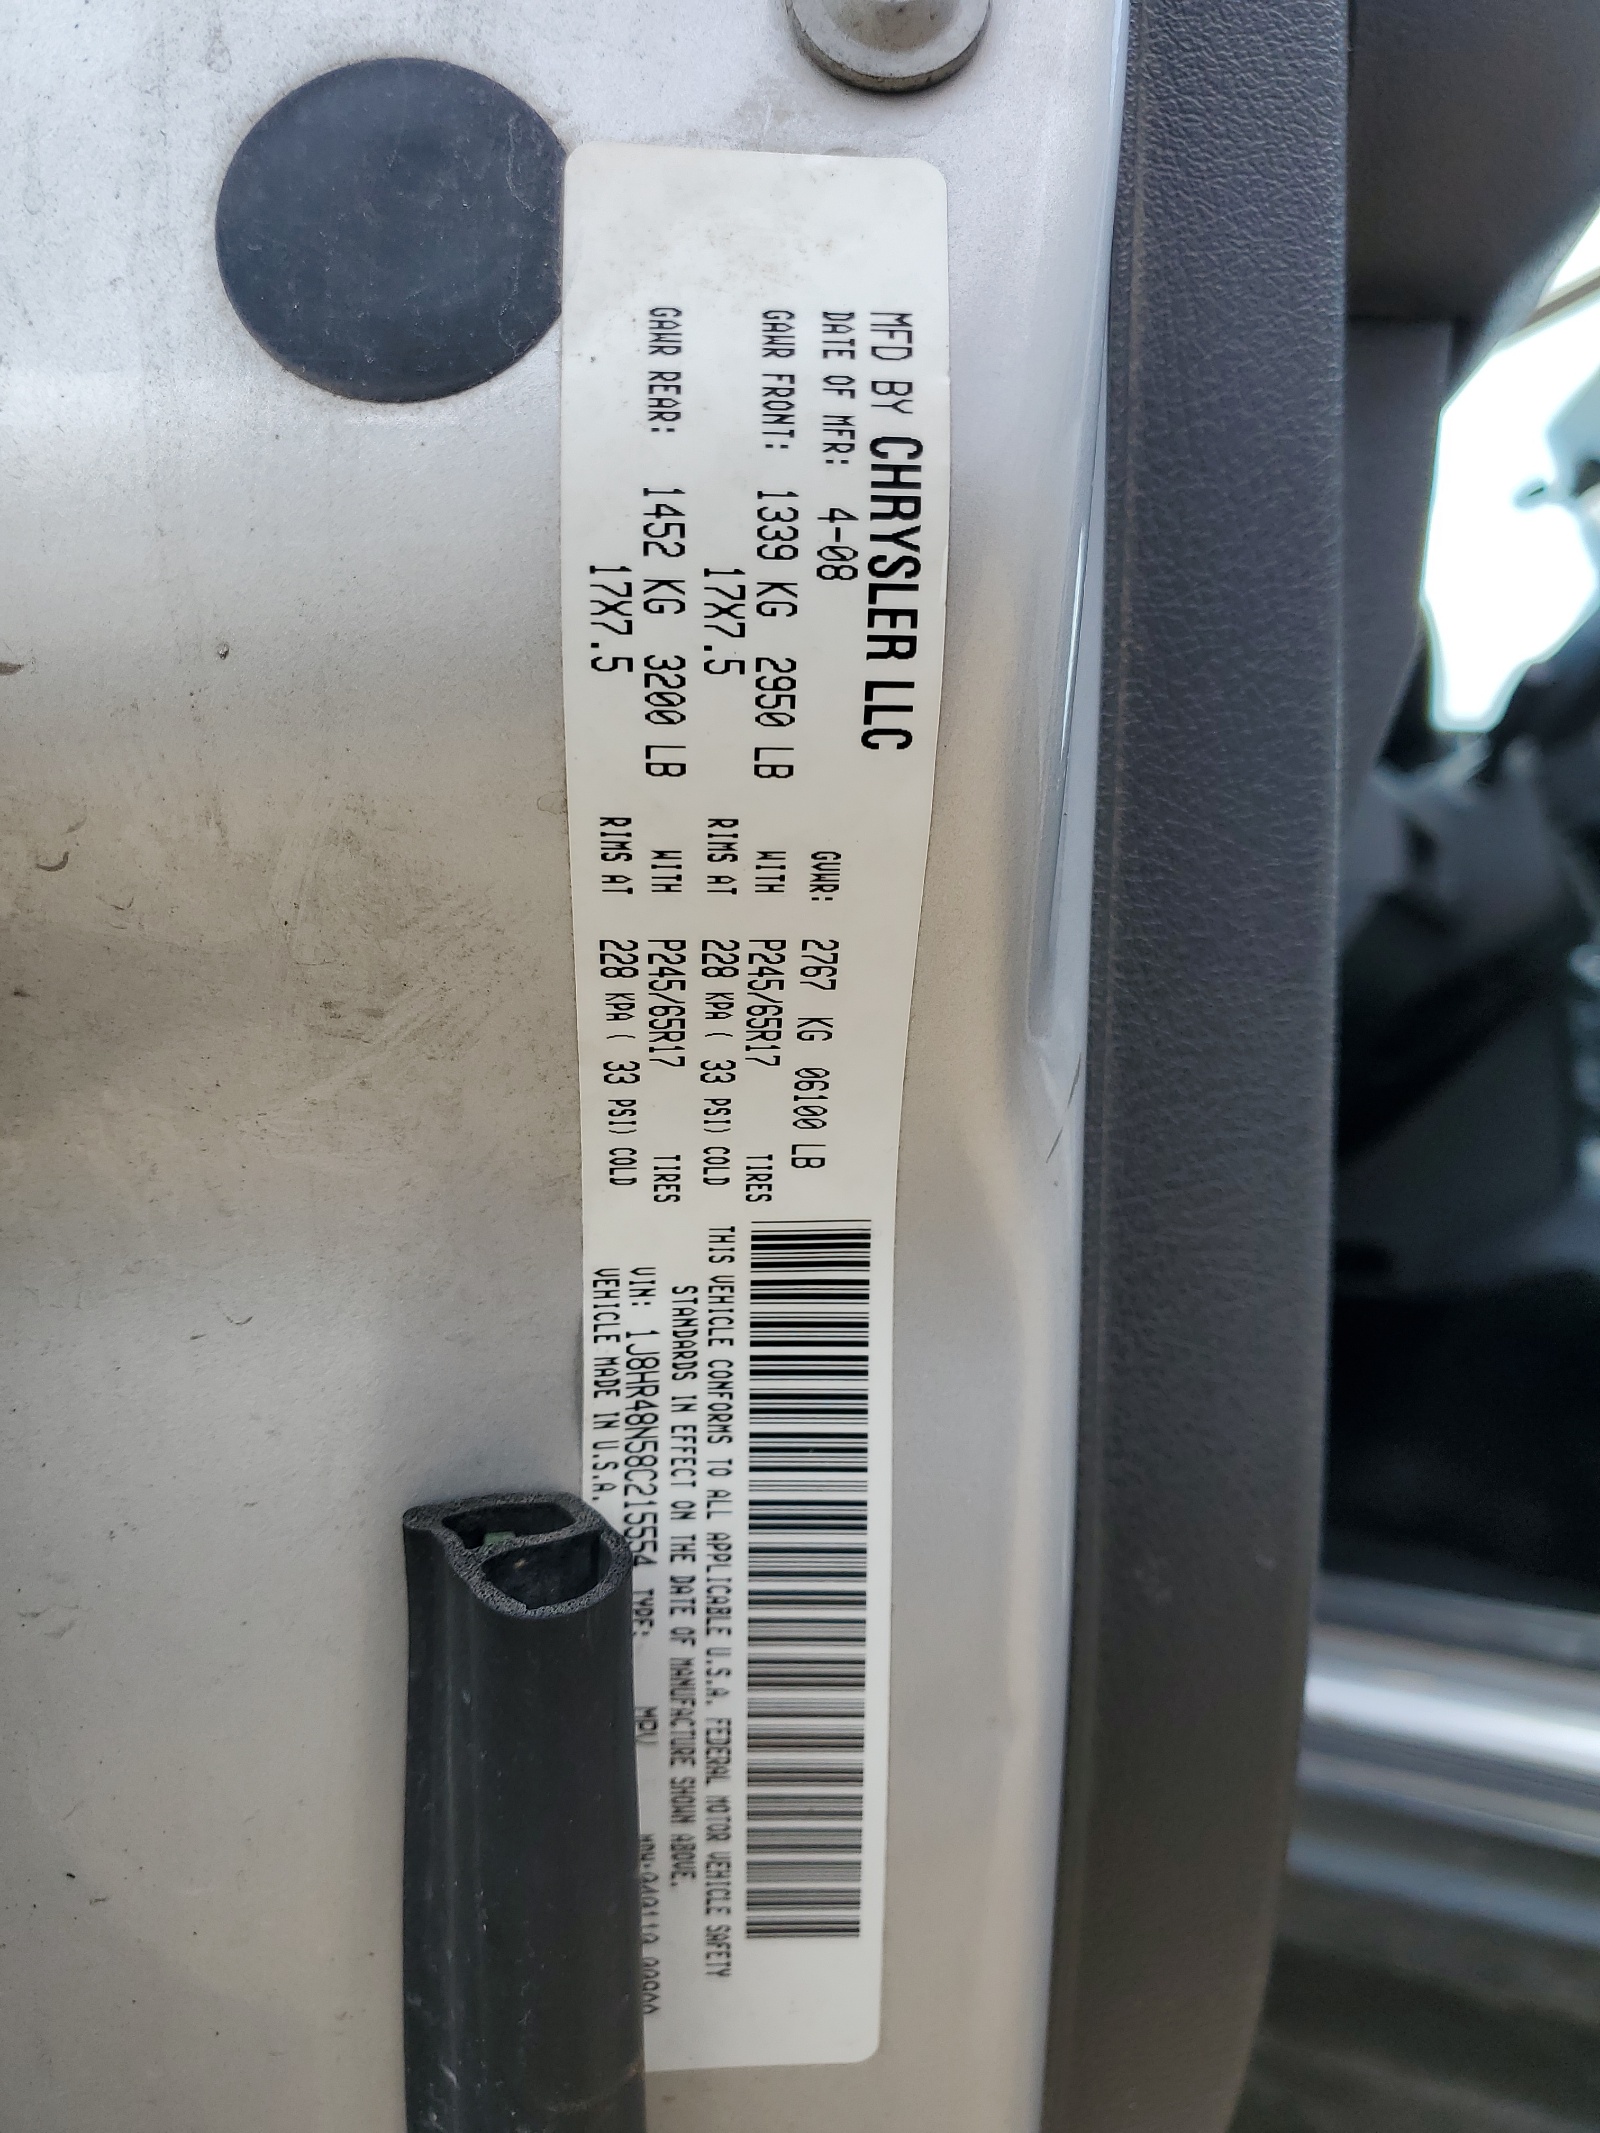 MFD BY CHRYSLER LLC
DATE OF MFR: 4-08 GVWR: 2767 KG 06100 LB
GAWR FRONT: 1339 KG 2950 LB WITH P245/65R17 TIRES
17X7.5 RIMS AT 228 KPA ( 33 PSI) COLD
GAWR REAR: 1452 KG 3200 LB WITH P245/65R17 TIRES
17X7.5 RIMS AT 228 KPA ( 33 PSI) COLD
THIS VEHICLE CONFORMS TO ALL APPLICABLE U.S.A. FEDERAL MOTOR VEHICLE SAFETY
STANDARDS IN EFFECT ON THE DATE OF MANUFACTURE SHOWN ABOVE.
VIN: 1J8HR48N58C215554 TYPE: MPV
VEHICLE MADE IN U.S.A.